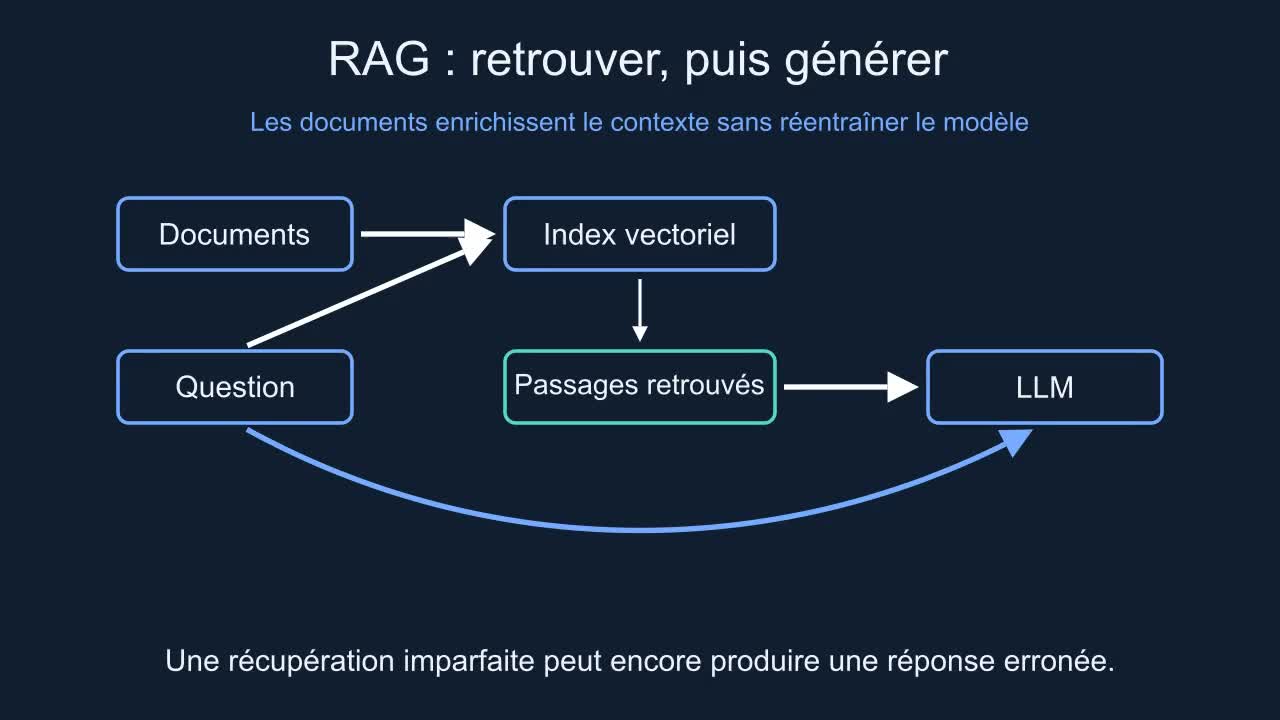 RAG : retrouver, puis générer
Les documents enrichissent le contexte sans réentraîner le modèle
Documents
Index vectoriel
Question
Passages retrouvés
LLM
Une récupération imparfaite peut encore produire une réponse erronée.